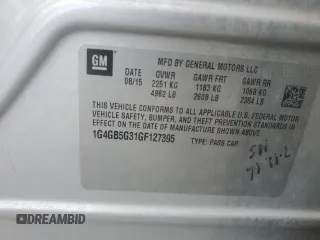 GM
MFD BY GENERAL MOTORS LLC
DATE GVWR GAWR FRT GAWR RR
08/15 2251 KG 1183 KG 1068 KG
4962 LB 2608 LB 2354 LB
THIS VEHICLE CONFORMS TO ALL APPLICABLE U.S. FEDERAL MOTOR
VEHICLE SAFETY, BUMPER, AND THEFT PREVENTION STANDARDS IN
EFFECT ON THE DATE OF MANUFACTURE SHOWN ABOVE.
1G4GB5G31GF127395 TYPE: PASS CAR
DREAMBID
DREAMBID.COM